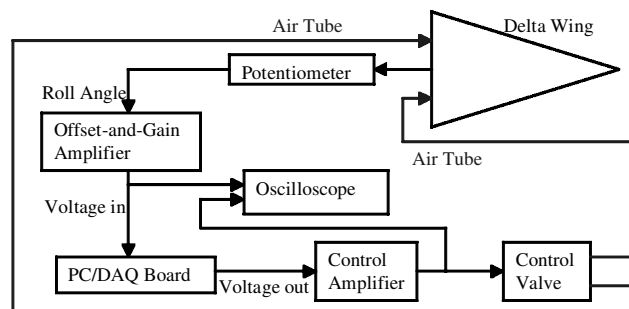 Air Tube
Delta Wing
Potentiometer
Roll Angle
Offset-and-Gain
Amplifier
Air Tube
Oscilloscope
Voltage in
Control
Amplifier
Control
Valve
PC/DAQ Board
Voltage out